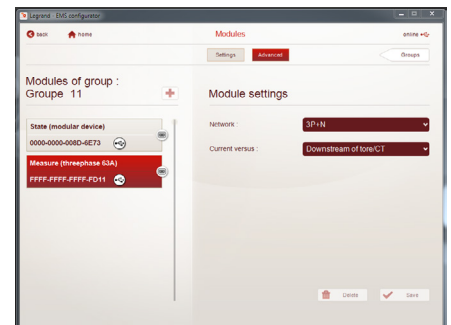 Legrand - EMS configurator
back
home
Modules
online
Settings
Advanced
Groups
Modules of group :
Groupe 11
Module settings
State (modular device)
0000-0000-008D-6E73
Measure (threephase 63A)
FFFF-FFFF-FFFF-FD11
Network :
3P+N
Current versus :
Downstream of tore/CT
Delete
Save